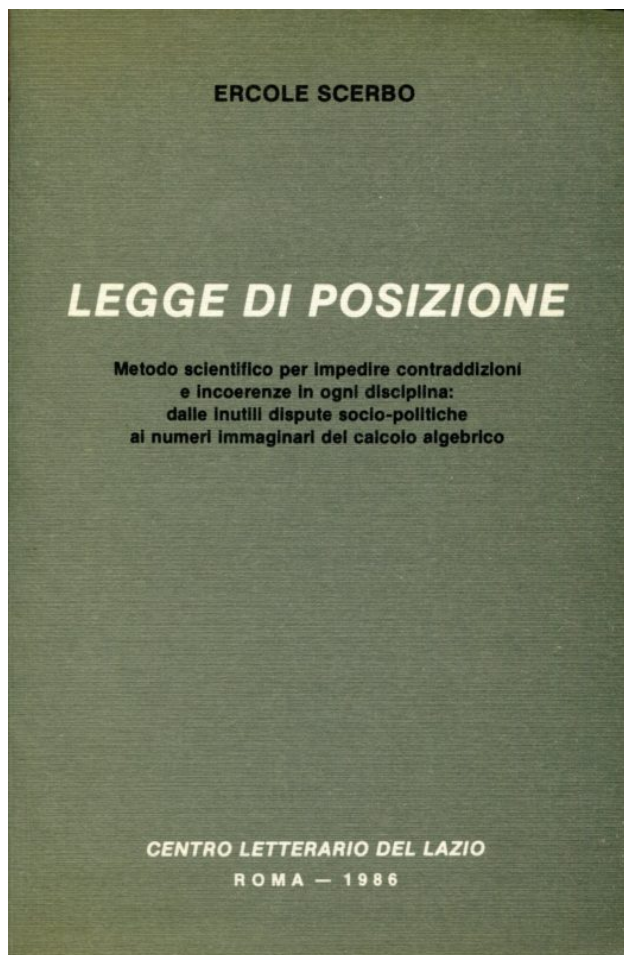 ERCOLE SCERBO
LEGGE DI POSIZIONE
Metodo scientifico per impedire contraddizioni
e incoerenze in ogni disciplina:
dalle inutili dispute socio-politiche
ai numeri immaginari del calcolo algebrico
CENTRO LETTERARIO DEL LAZIO
ROMA — 1986